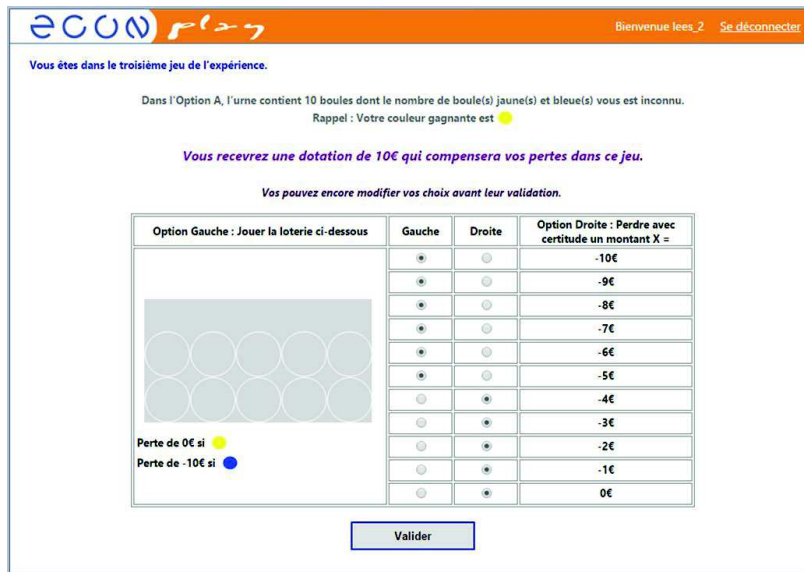 econ play
Bienvenue lees_2 Se déconnecter
Vous êtes dans le troisième jeu de l'expérience.
Dans l'Option A, l'urne contient 10 boules dont le nombre de boule(s) jaune(s) et bleue(s) vous est inconnu.
Rappel : Votre couleur gagnante est
Vous recevrez une dotation de 10€ qui compensera vos pertes dans ce jeu.
Vos pouvez encore modifier vos choix avant leur validation.
Option Gauche : Jouer la loterie ci-dessous Gauche Droite Option Droite : Perdre avec
certitude un montant X =
-10€
-9€
-8€
-7€
-6€
-5€
-4€
-3€
Perte de 0€ si -2€
Perte de -10€ si -1€
0€
Valider